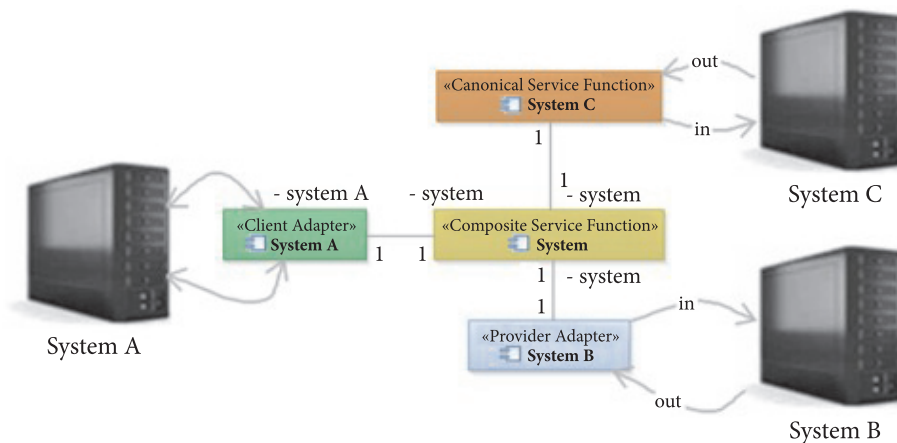 out
«Canonical Service Function»
System C
in
1
System C
1
- system A
- system
- system
«Client Adapter»
System A
«Composite Service Function»
System
1
1
1
- system
1
in
System A
«Provider Adapter»
System B
out
System B